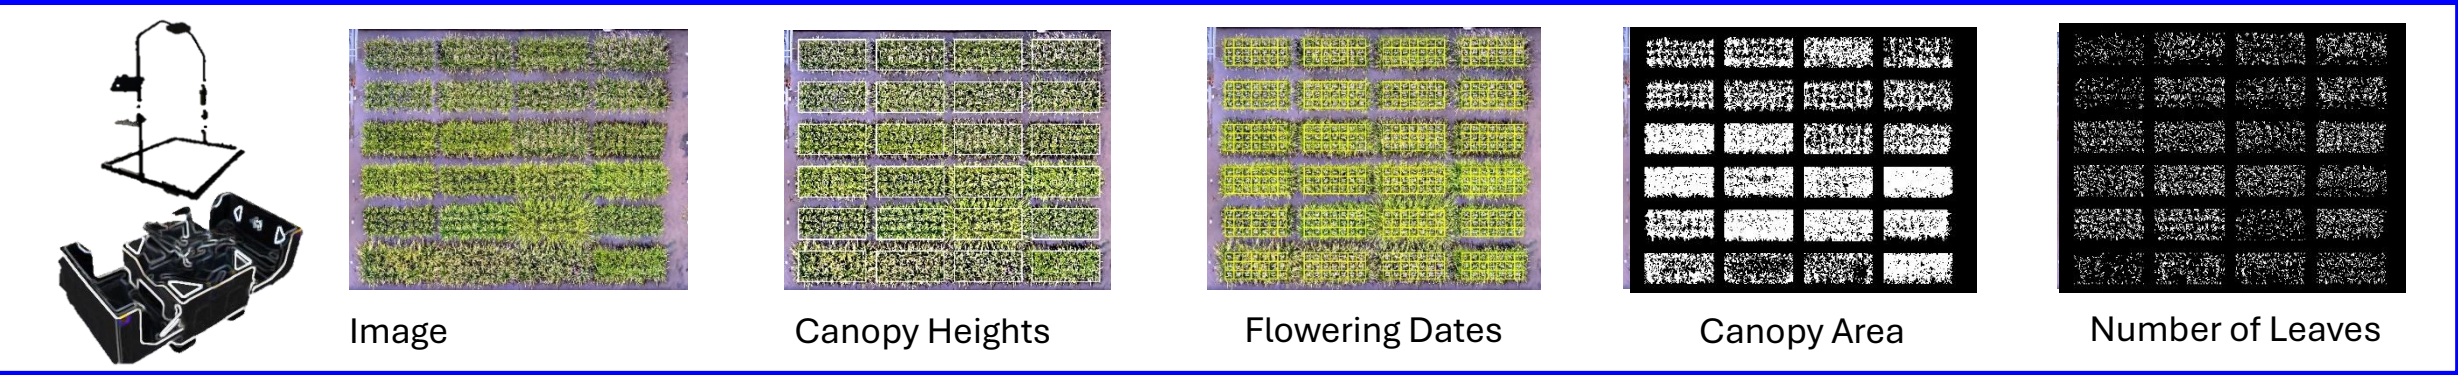 Image
Canopy Heights
Flowering Dates
Canopy Area
Number of Leaves